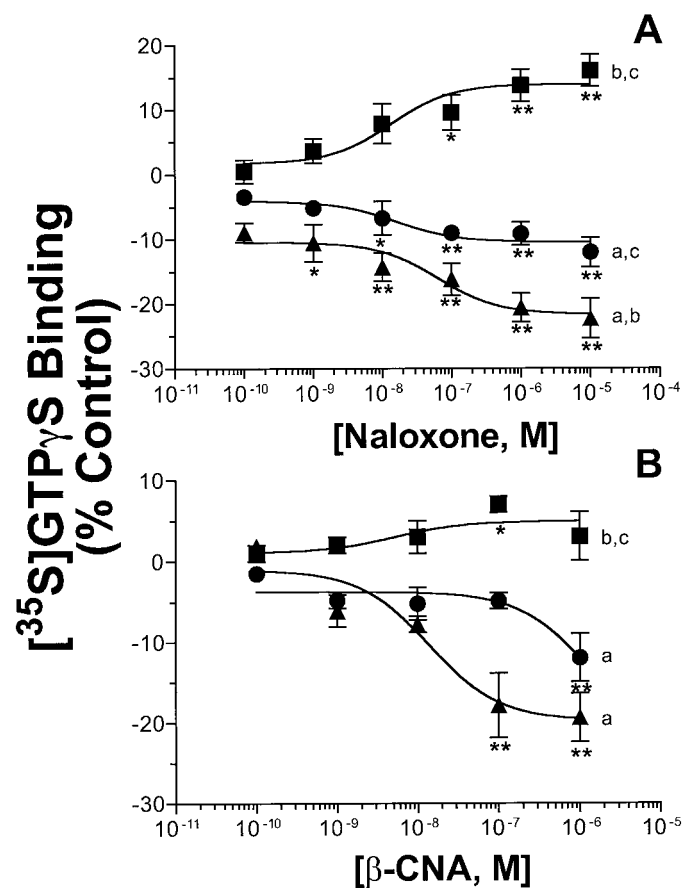 A
20
10
0
-10
-20
-30
b,c
a,c
a,b
*
**
**
*
**
**
**
*
**
**
**
**
10⁻¹¹ 10⁻¹⁰ 10⁻⁹ 10⁻⁸ 10⁻⁷ 10⁻⁶ 10⁻⁵ 10⁻⁴
[Naloxone, M]
[³⁵S]GTPγS Binding
(% Control)
B
10
0
-10
-20
-30
*
b,c
a
**
a
**
**
10⁻¹¹ 10⁻¹⁰ 10⁻⁹ 10⁻⁸ 10⁻⁷ 10⁻⁶ 10⁻⁵
[β-CNA, M]